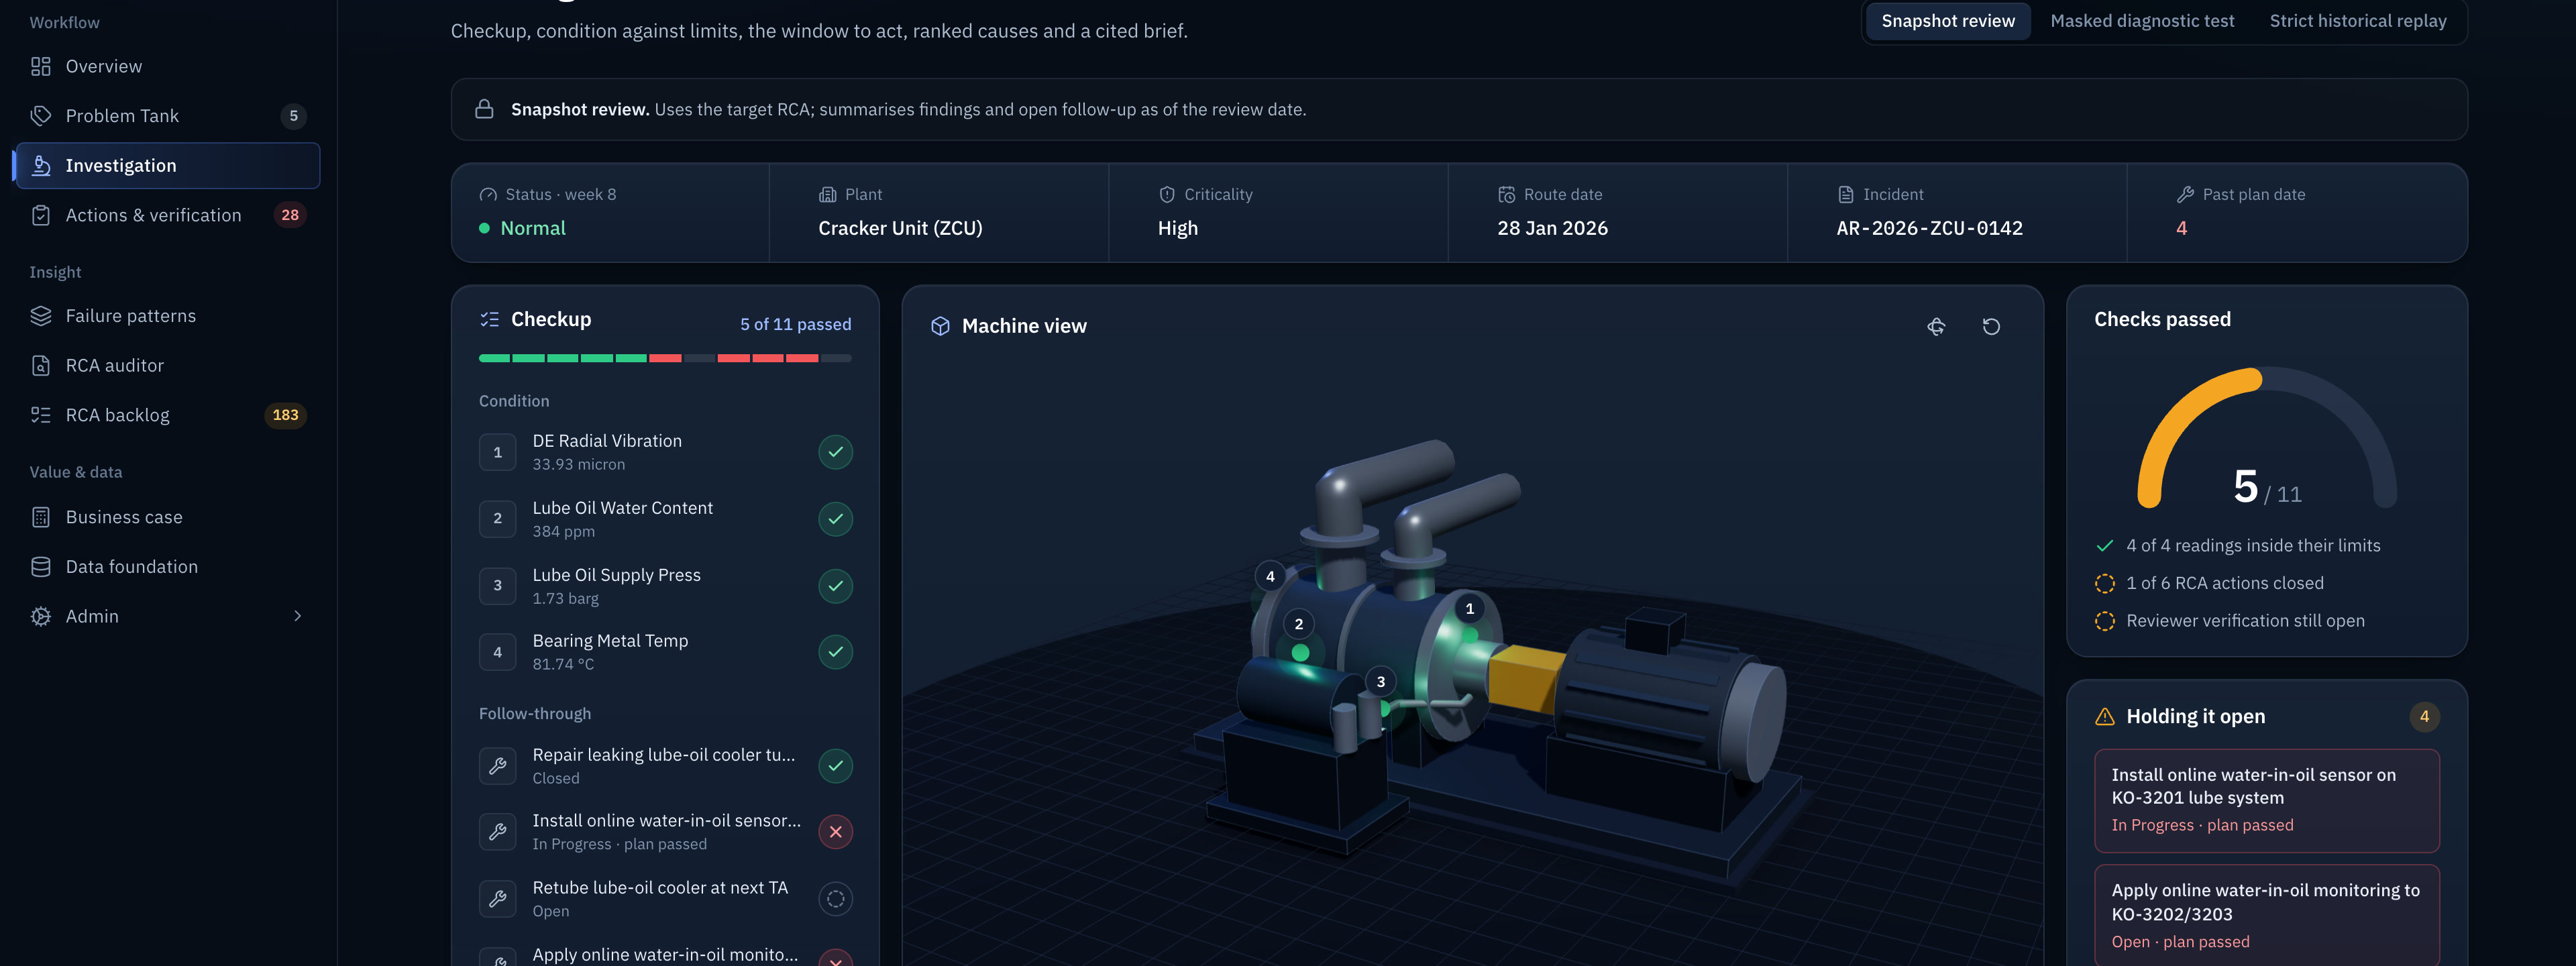 Workflow
Overview
Problem Tank 5
Investigation
Actions & verification 28
Insight
Failure patterns
RCA auditor
RCA backlog 183
Value & data
Business case
Data foundation
Admin
Checkup, condition against limits, the window to act, ranked causes and a cited brief.
Snapshot review Masked diagnostic test Strict historical replay
Snapshot review. Uses the target RCA; summarises findings and open follow-up as of the review date.
Status · week 8
Normal
Plant
Cracker Unit (ZCU)
Criticality
High
Route date
28 Jan 2026
Incident
AR-2026-ZCU-0142
Past plan date
4
Checkup 5 of 11 passed
Condition
1 DE Radial Vibration
33.93 micron
2 Lube Oil Water Content
384 ppm
3 Lube Oil Supply Press
1.73 barg
4 Bearing Metal Temp
81.74 °C
Follow-through
Repair leaking lube-oil cooler tu...
Closed
Install online water-in-oil sensor...
In Progress · plan passed
Retube lube-oil cooler at next TA
Open
Apply online water-in-oil monito...
Machine view
4
1
2
3
Checks passed
5 / 11
4 of 4 readings inside their limits
1 of 6 RCA actions closed
Reviewer verification still open
Holding it open 4
Install online water-in-oil sensor on
KO-3201 lube system
In Progress · plan passed
Apply online water-in-oil monitoring to
KO-3202/3203
Open · plan passed